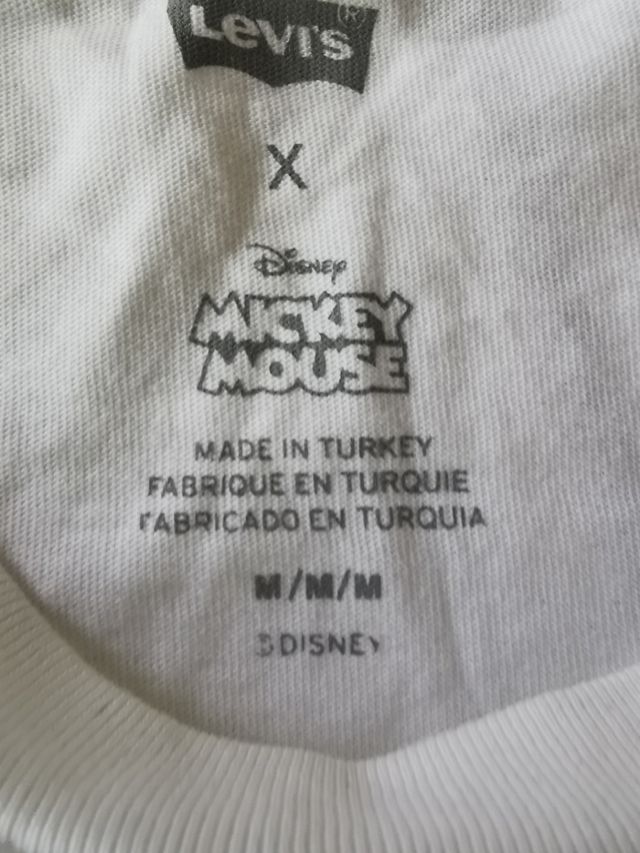 Levi's®
X
Disney
MICKEY
MOUSE
MADE IN TURKEY
FABRIQUE EN TURQUIE
FABRICADO EN TURQUIA
M/M/M
©DISNEY